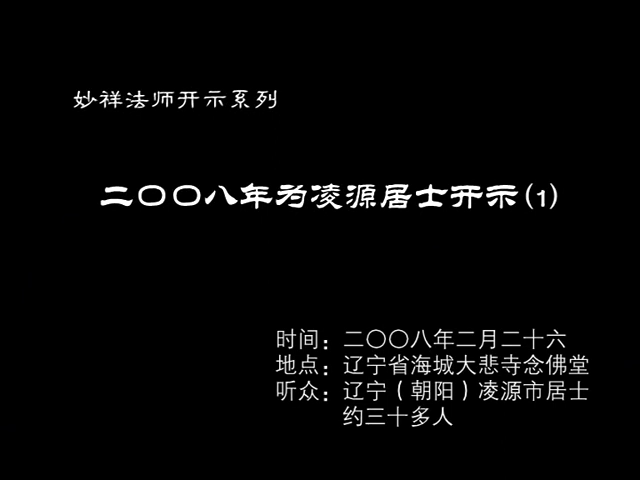 妙祥法师开示系列
二〇〇八年为凌源居士开示(1)
时间：二〇〇八年二月二十六
地点：辽宁省海城大悲寺念佛堂
听众：辽宁（朝阳）凌源市居士
约三十多人